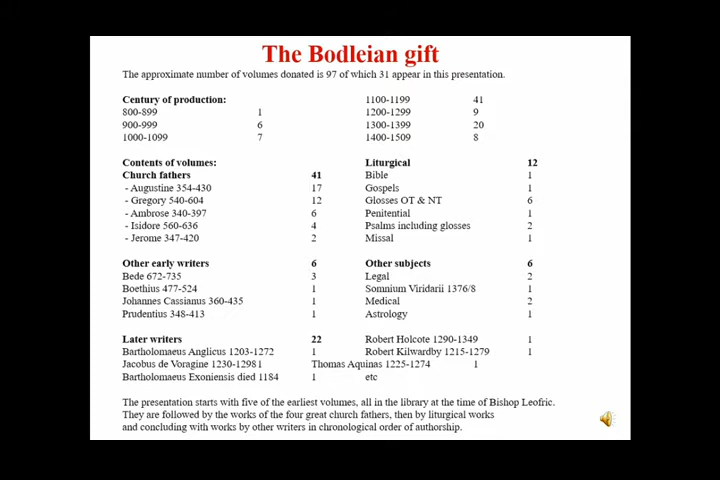 The Bodleian gift
The approximate number of volumes donated is 97 of which 31 appear in this presentation.
Century of production: 1100-1199 41
800-899 1 1200-1299 9
900-999 6 1300-1399 20
1000-1099 7 1400-1509 8
Contents of volumes: Liturgical 12
Church fathers 41 Bible 1
- Augustine 354-430 17 Gospels 1
- Gregory 540-604 12 Glosses OT & NT 6
- Ambrose 340-397 6 Penitential 1
- Isidore 560-636 4 Psalms including glosses 2
- Jerome 347-420 2 Missal 1
Other early writers 6 Other subjects 6
Bede 672-735 3 Legal 2
Boethius 477-524 1 Somnium Viridarii 1376/8 1
Johannes Cassianus 360-435 1 Medical 2
Prudentius 348-413 1 Astrology 1
Later writers 22 Robert Holcote 1290-1349 1
Bartholomaeus Anglicus 1203-1272 1 Robert Kilwardby 1215-1279 1
Jacobus de Voragine 1230-12981 Thomas Aquinas 1225-1274 1
Bartholomaeus Exoniensis died 1184 1 etc
The presentation starts with five of the earliest volumes, all in the library at the time of Bishop Leofric.
They are followed by the works of the four great church fathers, then by liturgical works
and concluding with works by other writers in chronological order of authorship.